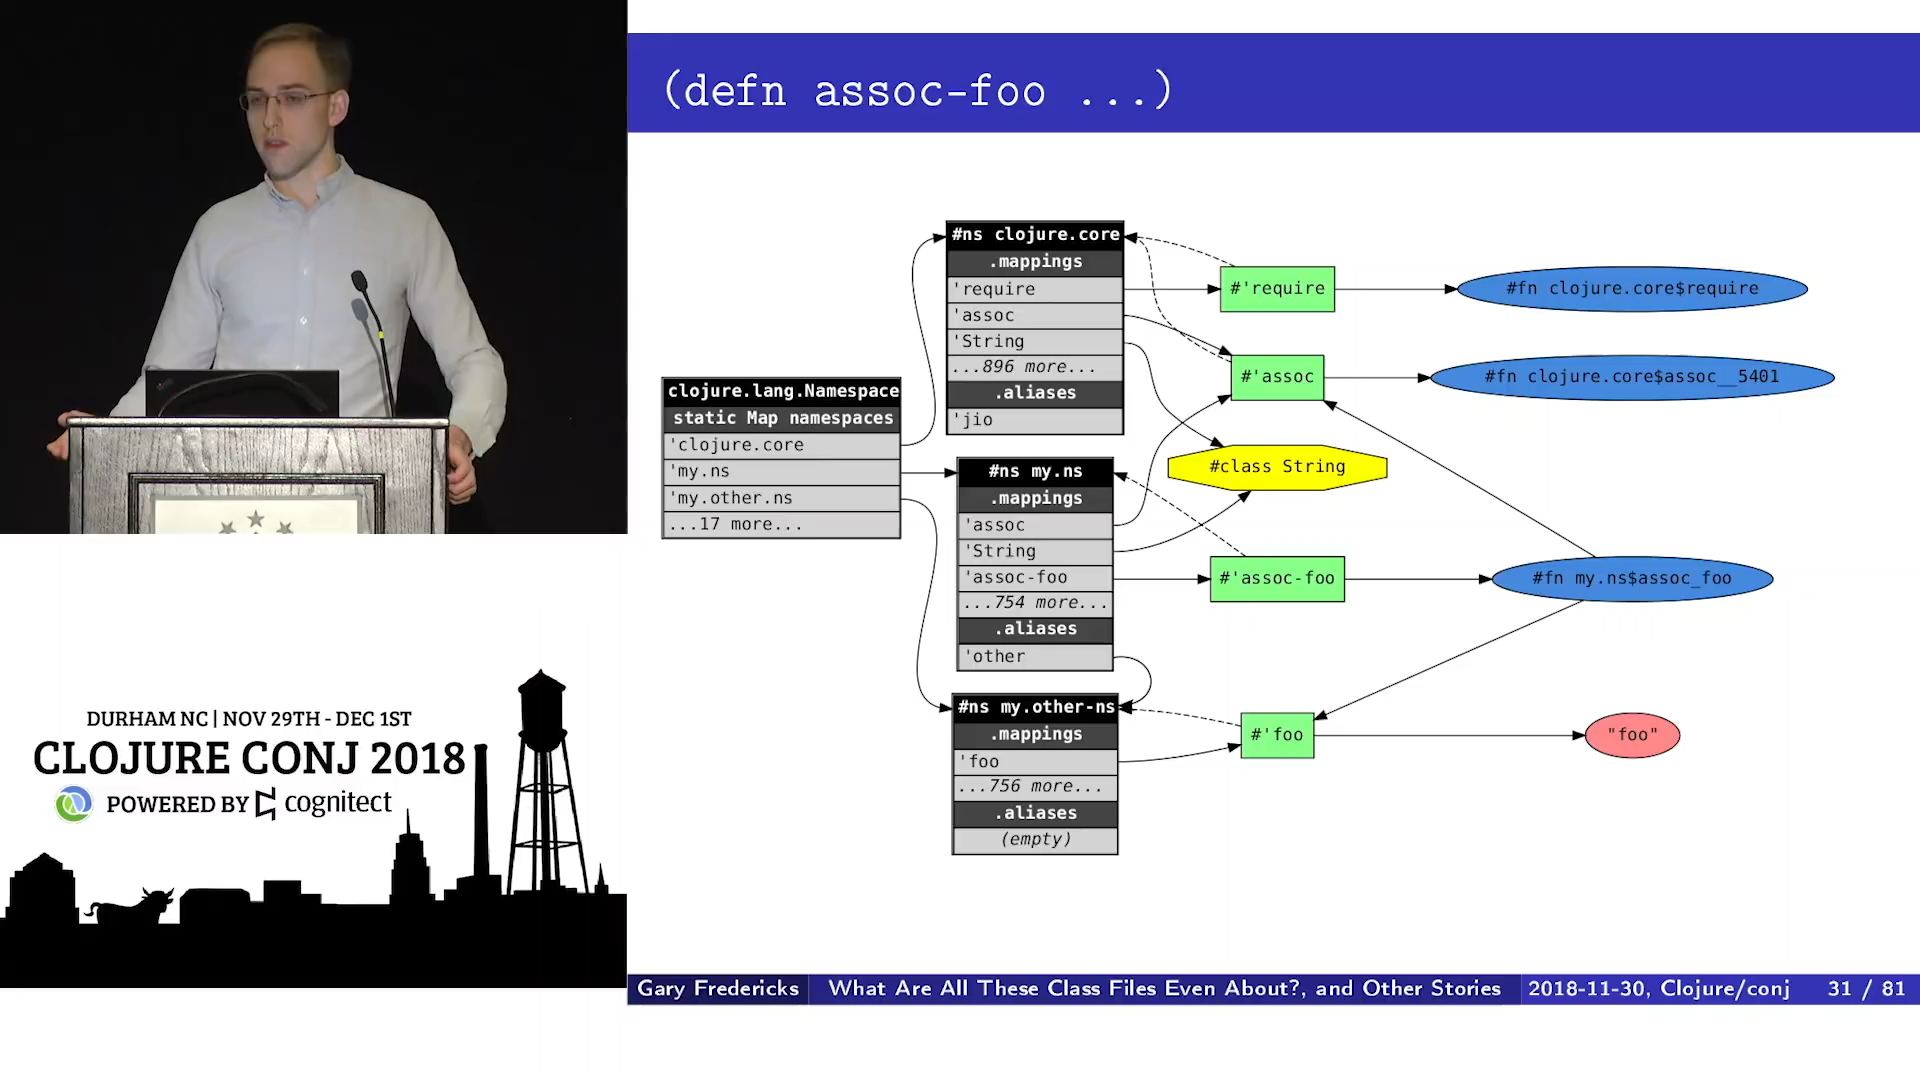 (defn assoc-foo ...)
clojure.lang.Namespace
static Map namespaces
'clojure.core
'my.ns
'my.other.ns
...17 more...
#ns clojure.core
.mappings
'require
'assoc
'String
...896 more...
.aliases
'jio
#ns my.ns
.mappings
'assoc
'String
'assoc-foo
...754 more...
.aliases
'other
#ns my.other-ns
.mappings
'foo
...756 more...
.aliases
(empty)
#'require
#'assoc
#class String
#'assoc-foo
#'foo
#fn clojure.core$require
#fn clojure.core$assoc__5401
#fn my.ns$assoc_foo
"foo"
DURHAM NC | NOV 29TH - DEC 1ST
CLOJURE CONJ 2018
POWERED BY cognitect
Gary Fredericks What Are All These Class Files Even About?, and Other Stories 2018-11-30, Clojure/conj 31 / 81